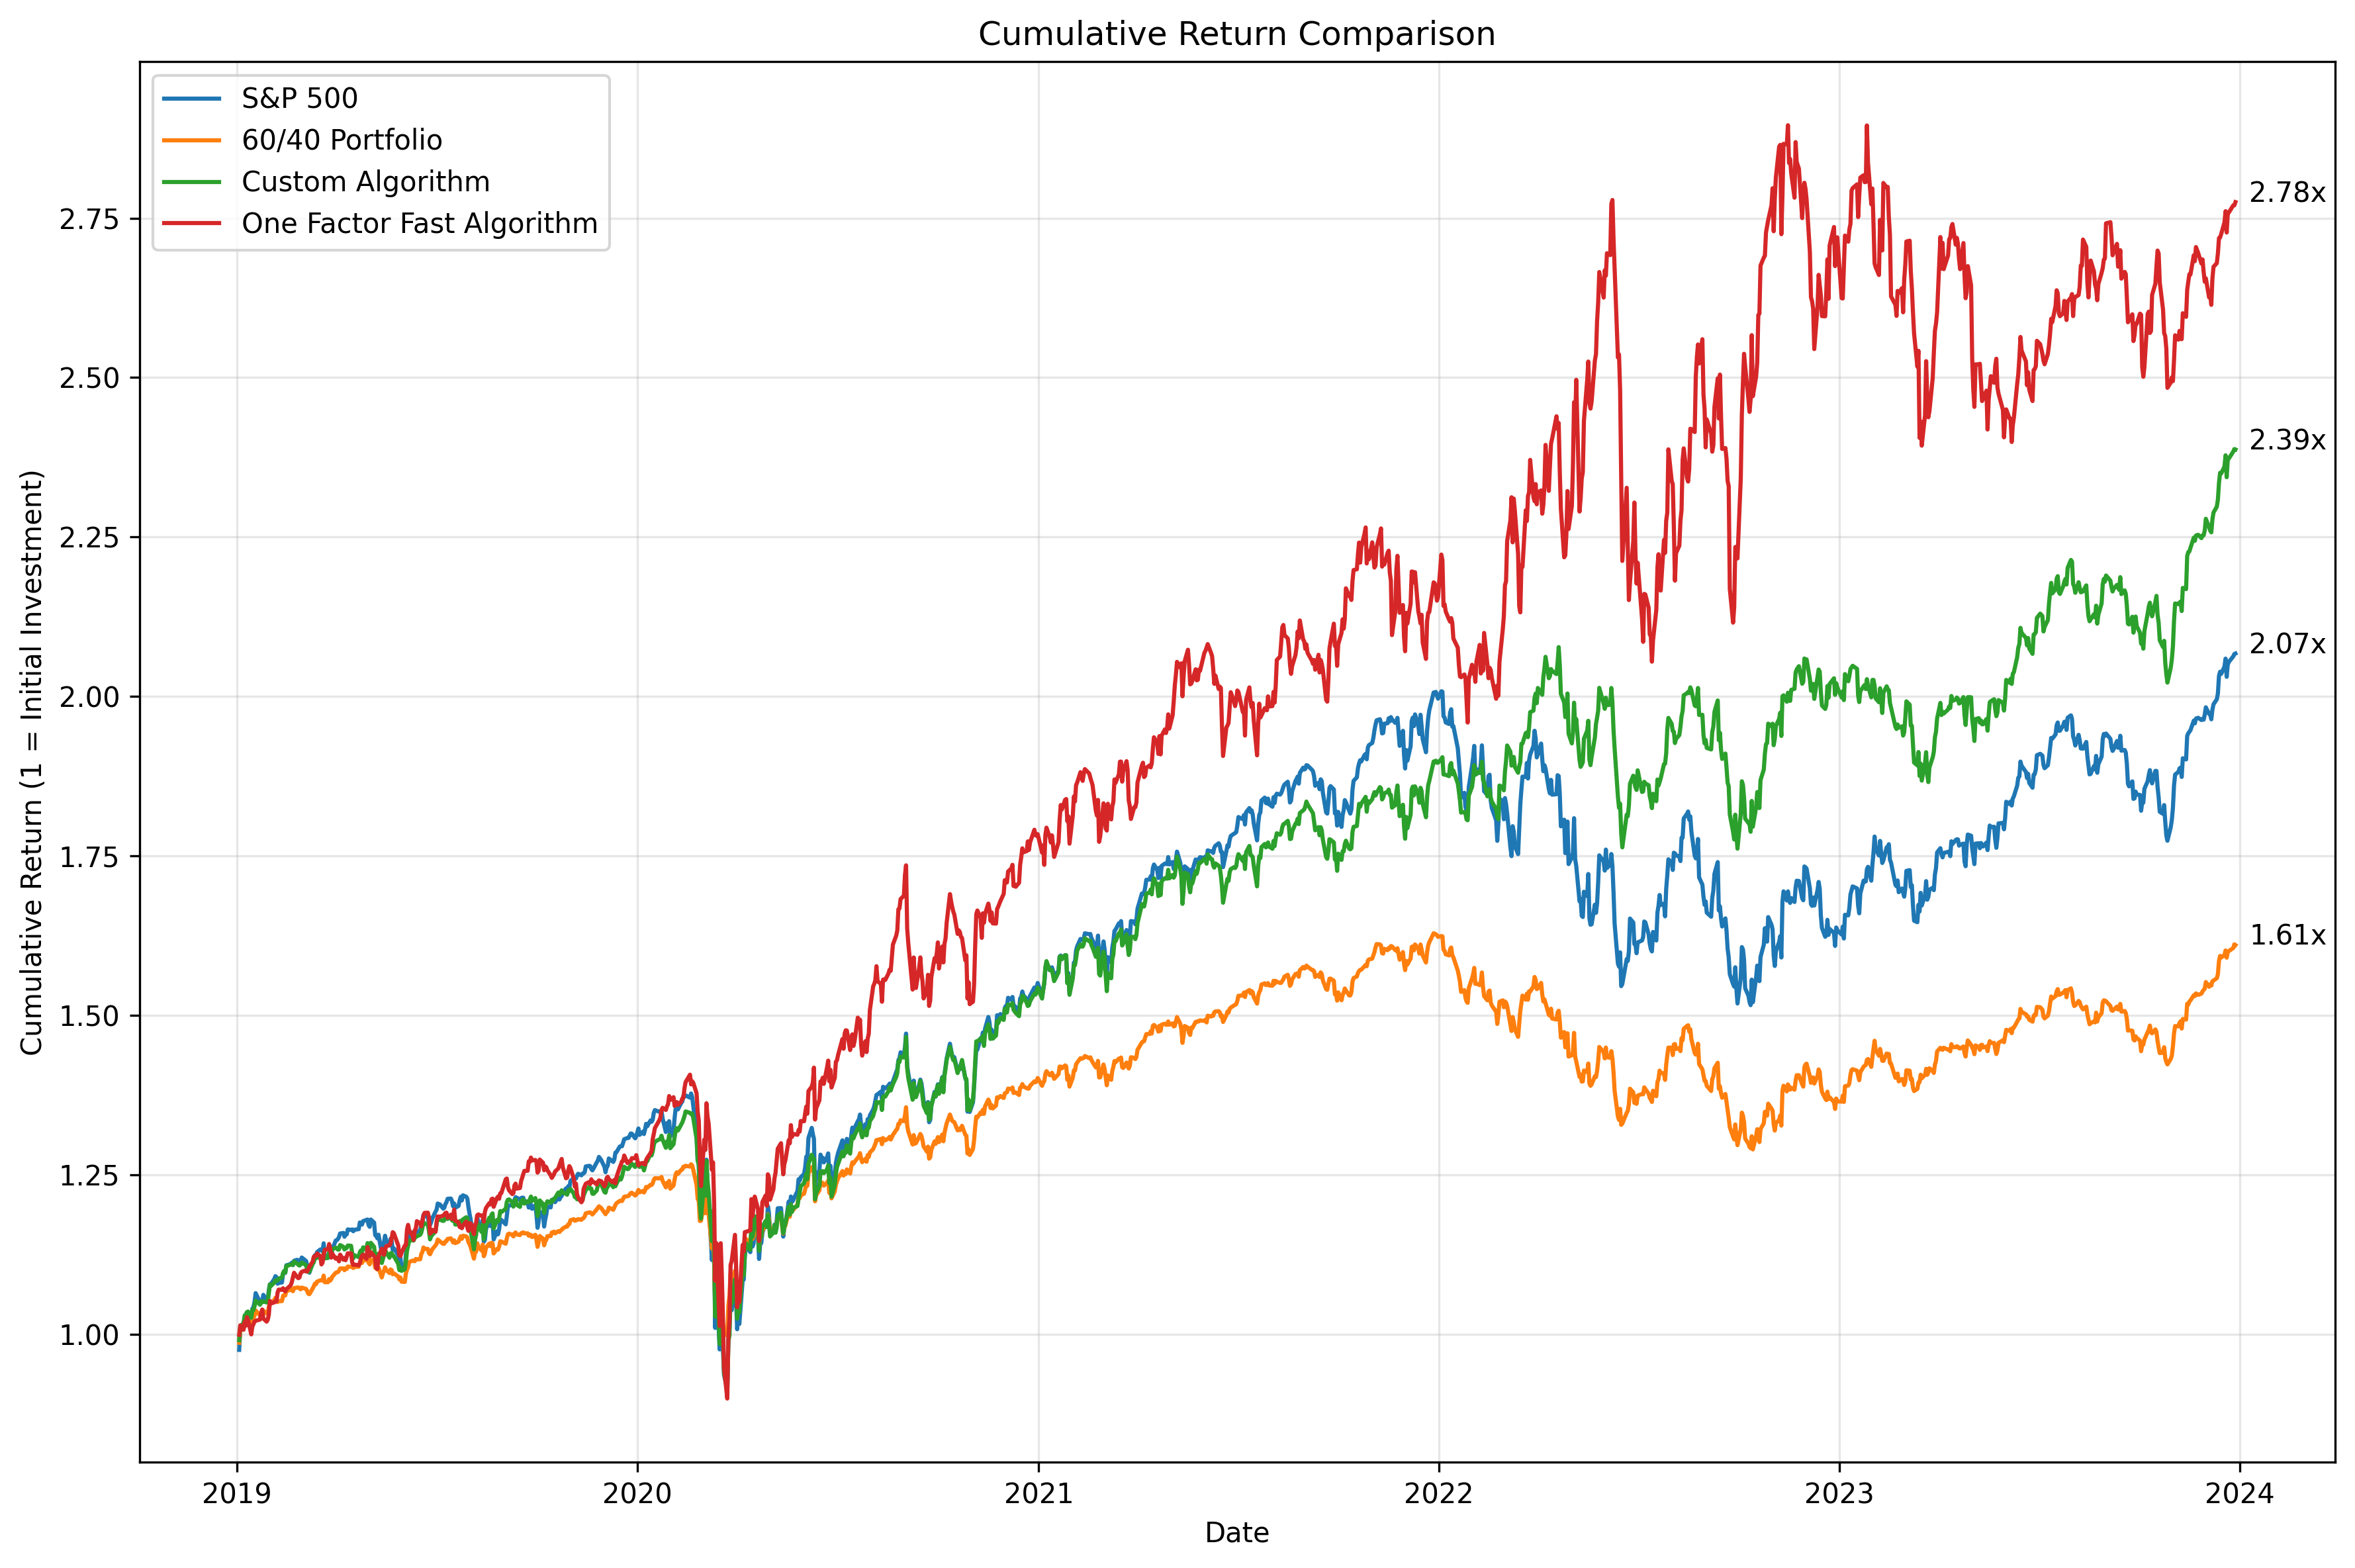 Cumulative Return Comparison
S&P 500
60/40 Portfolio
Custom Algorithm
One Factor Fast Algorithm
2.78x
2.39x
2.07x
1.61x
Cumulative Return (1 = Initial Investment)
2.75
2.50
2.25
2.00
1.75
1.50
1.25
1.00
2019
2020
2021
2022
2023
2024
Date